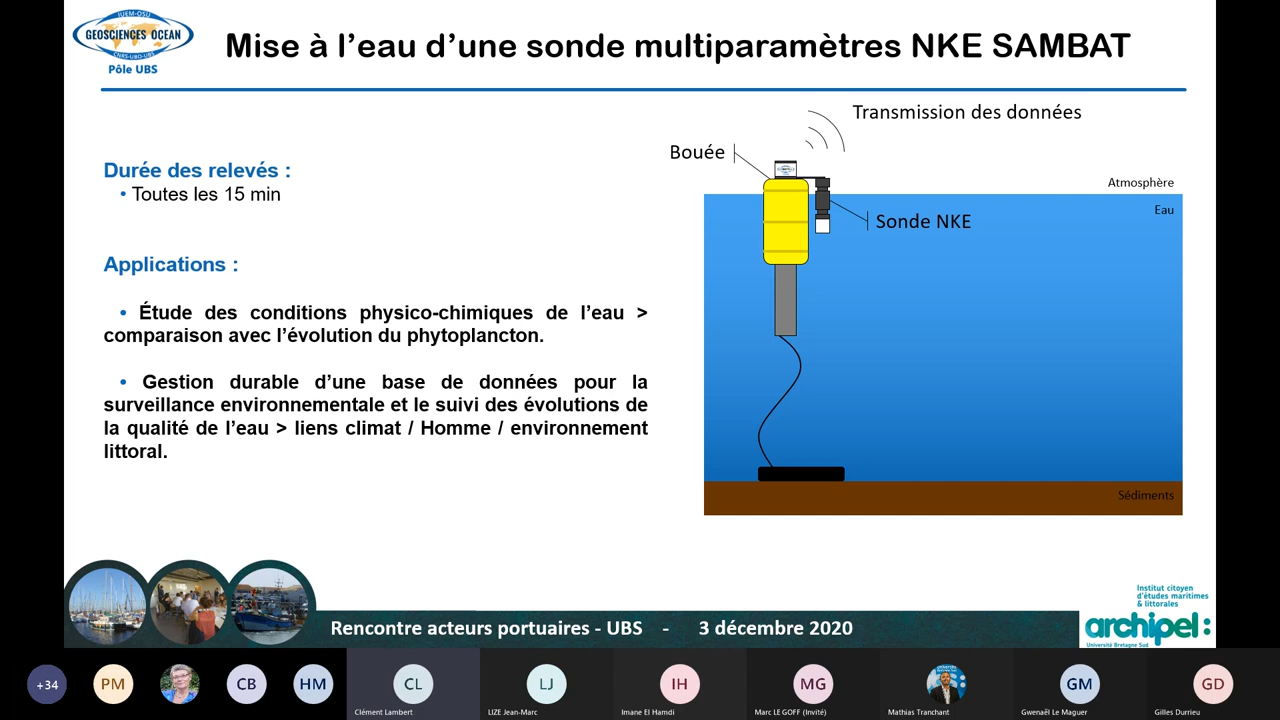 IUEM-OSU
GEOSCIENCES OCEAN
CNRS-UBO-UBS
Pôle UBS
Mise à l'eau d'une sonde multiparamètres NKE SAMBAT
Durée des relevés :
• Toutes les 15 min
Applications :
• Étude des conditions physico-chimiques de l'eau >
comparaison avec l'évolution du phytoplancton.
• Gestion durable d'une base de données pour la
surveillance environnementale et le suivi des évolutions de
la qualité de l'eau > liens climat / Homme / environnement
littoral.
Transmission des données
Bouée
Atmosphère
Eau
Sonde NKE
Sédiments
Rencontre acteurs portuaires - UBS - 3 décembre 2020
Institut citoyen
d'études maritimes
& littorales
archipel:
Université Bretagne Sud
+34
PM
CB
HM
CL
Clément Lambert
LJ
LIZE Jean-Marc
IH
Imane El Hamdi
MG
Marc LE GOFF (Invité)
Mathias Tranchant
GM
Gwenaël Le Maguer
GD
Gilles Durrieu